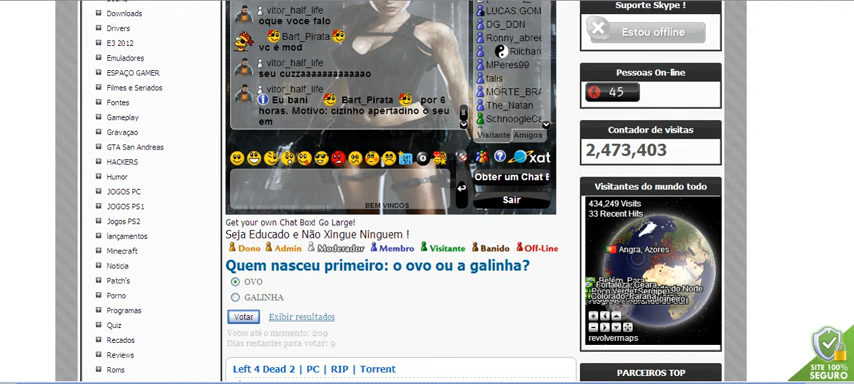 Downloads
Drivers
E3 2012
Emuladores
ESPAÇO GAMER
Filmes e Seriados
Fontes
Gameplay
Gravaçao
GTA San Andreas
HACKERS
Humor
JOGOS PC
JOGOS PS1
Jogos PS2
lançamentos
Minecraft
Noticia
Patch's
Porno
Programas
Quiz
Recados
Reviews
Roms
vitor_half_life
oque voce falo
Bart_Pirata
vc é mod
vitor_half_life
seu cuzzaaaaaaaaaaaao
vitor_half_life
Eu bani Bart_Pirata por 6
horas. Motivo: cizinho apertadino o seu
em
LUCAS GOM
DG_DDN
Ronny_abree
Riichar
MPeres99
talis
MORTE_BRA
The_Natan
SchnoogleCa
Visitante Amigos
xat
Obter um Chat B
Sair
BEM VINDOS
Get your own Chat Box! Go Large!
Seja Educado e Não Xingue Ninguem !
Dono Admin Moderador Membro Visitante Banido Off-Line
Quem nasceu primeiro: o ovo ou a galinha?
OVO
GALINHA
Votar Exibir resultados
Votos até o momento: 209
Dias restantes para votar: 9
Left 4 Dead 2 | PC | RIP | Torrent
Suporte Skype !
Estou offline
Pessoas On-line
45
Contador de visitas
2,473,403
Visitantes do mundo todo
434,249 Visits
33 Recent Hits
Angra, Azores
Fortaleza, Ceara
do Norte
Colorado, Parana
revolvermaps
PARCEIROS TOP
SITE 100%
SEGURO